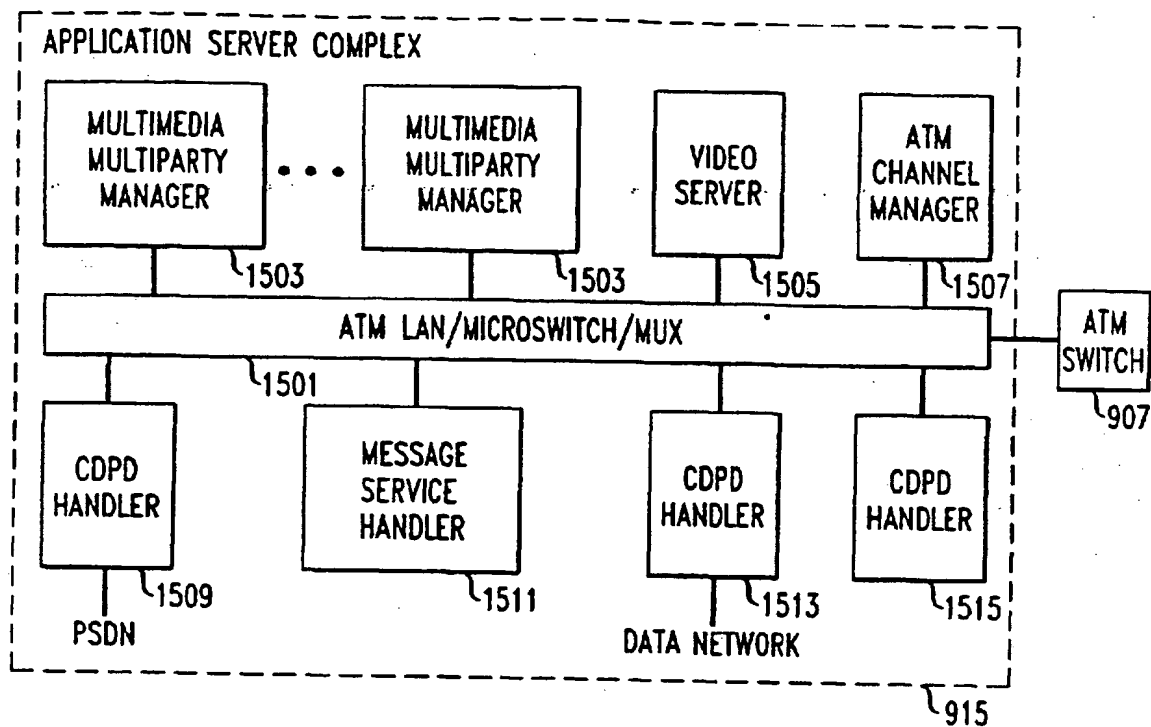 APPLICATION SERVER COMPLEX
MULTIMEDIA
MULTIPARTY
MANAGER
1503
MULTIMEDIA
MULTIPARTY
MANAGER
1503
VIDEO
SERVER
1505
ATM
CHANNEL
MANAGER
1507
ATM LAN/MICROSWITCH/MUX
1501
ATM
SWITCH
907
CDPD
HANDLER
1509
PSDN
MESSAGE
SERVICE
HANDLER
1511
CDPD
HANDLER
1513
DATA NETWORK
CDPD
HANDLER
1515
915